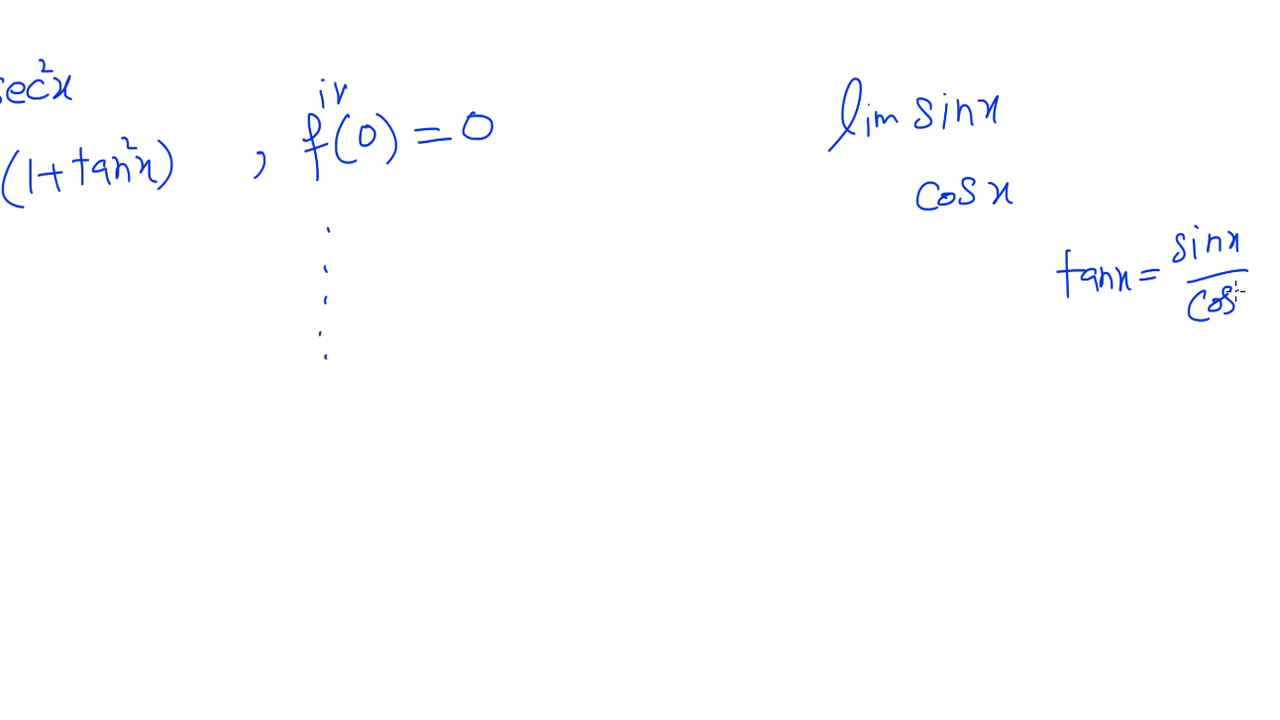 sec²x
(1+tan²x) , f^{iv}(0) = 0
lim sinx
cosx
tanx = sinx/cos